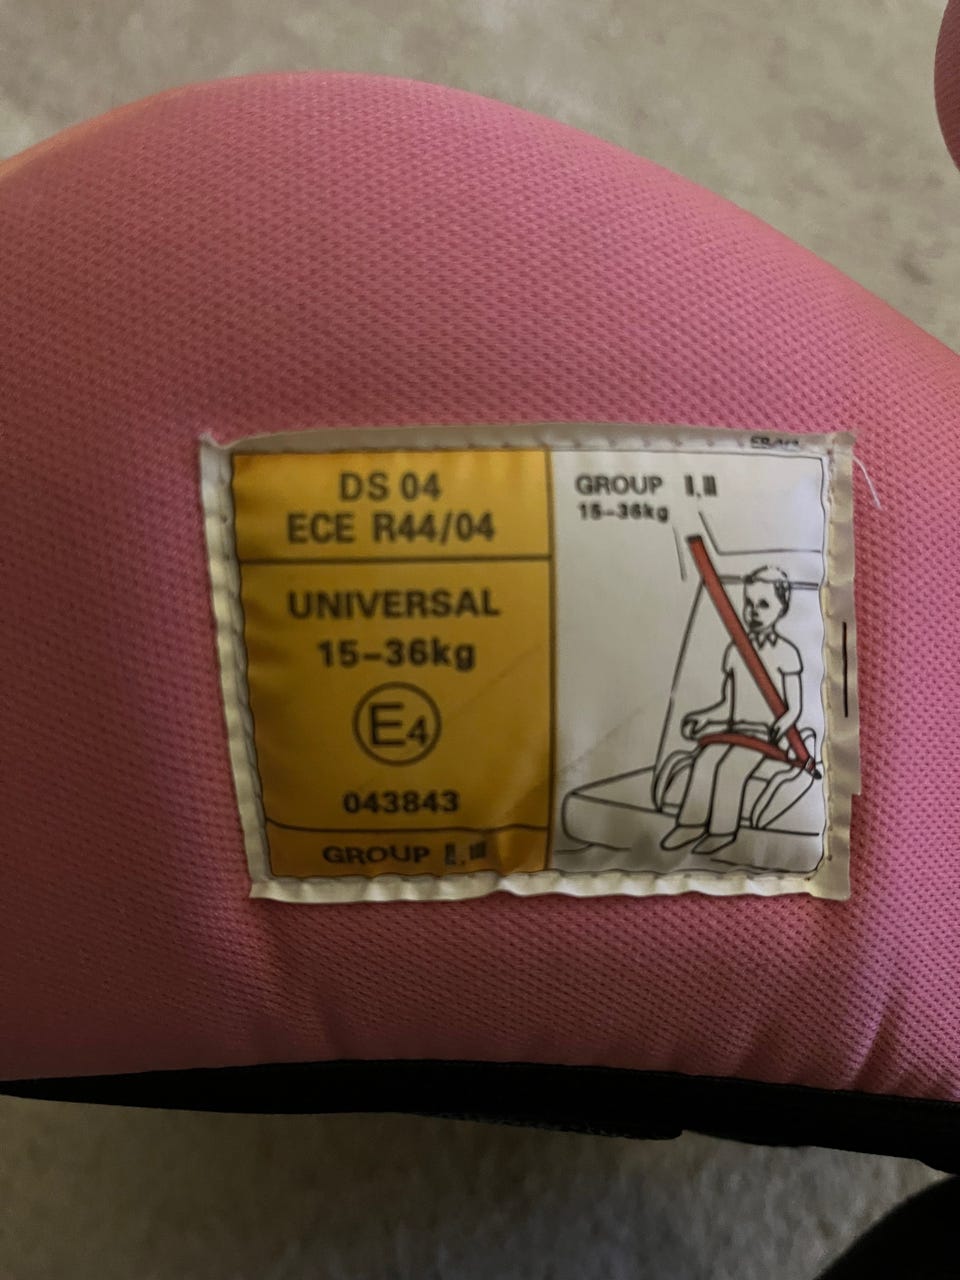 DS 04
ECE R44/04
UNIVERSAL
15-36kg
E4
043843
GROUP II, III
GROUP II, III
15-36kg